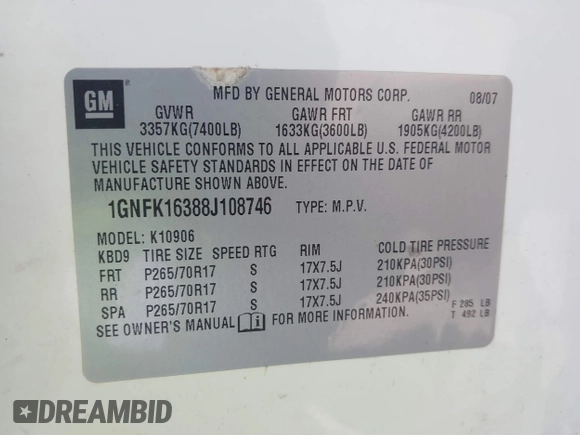 GM
MFD BY GENERAL MOTORS CORP. 08/07
GVWR GAWR FRT GAWR RR
3357KG(7400LB) 1633KG(3600LB) 1905KG(4200LB)
THIS VEHICLE CONFORMS TO ALL APPLICABLE U.S. FEDERAL MOTOR
VEHICLE SAFETY STANDARDS IN EFFECT ON THE DATE OF
MANUFACTURE SHOWN ABOVE.
1GNFK16388J108746 TYPE: M.P.V.
MODEL: K10906
KBD9 TIRE SIZE SPEED RTG RIM COLD TIRE PRESSURE
FRT P265/70R17 S 17X7.5J 210KPA(30PSI)
RR P265/70R17 S 17X7.5J 210KPA(30PSI)
SPA P265/70R17 S 17X7.5J 240KPA(35PSI)
F 285 LB
T 492 LB
SEE OWNER'S MANUAL i FOR MORE INFORMATION.
DREAMBID